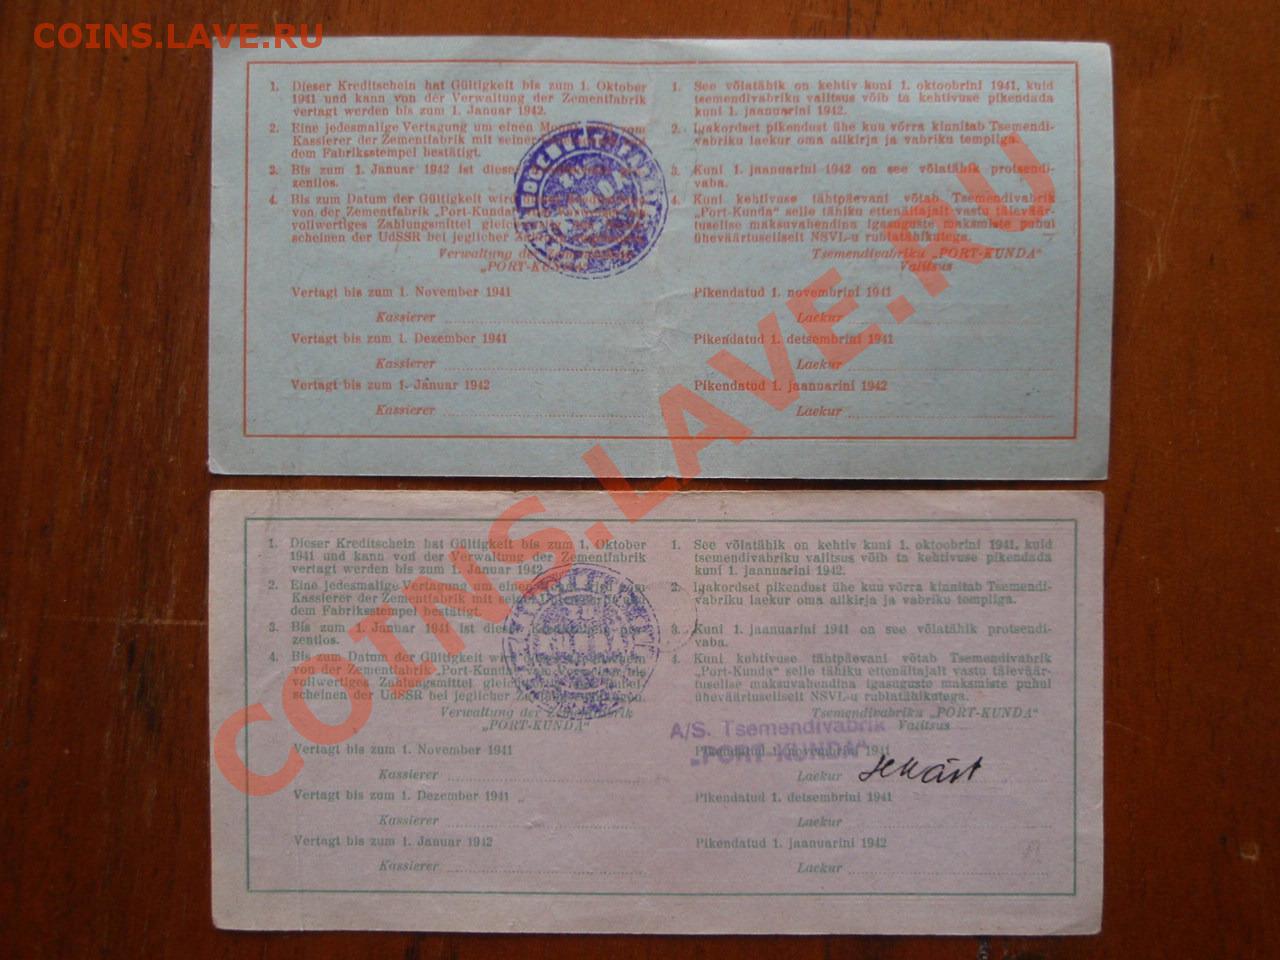 COINS.LAVE.RU
1. Dieser Kreditschein hat Gültigkeit bis zum 1. Oktober
1941 und kann von der Verwaltung der Zementfabrik
vertagt werden bis zum 1. Januar 1942.
2. Eine jedesmalige Vertagung um einen
Kassierer der Zementfabrik mit seiner
dem Fabriksstempel bestätigt.
3. Bis zum 1. Januar 1942 ist dieser
zentlos.
4. Bis zum Datum der Gültigkeit wird
von der Zementfabrik „Port-Kunda"
vollwertiges Zahlungsmittel gleich
scheinen der UdSSR bei jeglicher
Verwaltung der
„PORT-KUNDA"
Vertagt bis zum 1. November 1941
Kassierer
Vertagt bis zum 1. Dezember 1941
Kassierer
Vertagt bis zum 1. Januar 1942
Kassierer
1. See võlatähik on kehtiv kuni 1. oktoobrini 1941, kuid
tsemendivabriku valitsus võib ta kehtivuse pikendada
kuni 1. jaanuarini 1942.
2. Igakordset pikendust ühe kuu võrra kinnitab Tsemendi-
vabriku laekur oma allkirja ja vabriku templiga.
3. Kuni 1. jaanuarini 1942 on see võlatähik protsendi-
vaba.
4. Kuni kehtivuse tähtpäevani võtab Tsemendivabrik
„Port-Kunda" selle tähiku ettenäitajalt vastu täieväär-
tuselise maksuvahendina igasuguste maksmiste puhul
üheväärtuseliselt NSVL-u rublatähikutega.
Tsemendivabriku „PORT-KUNDA"
Valitsus
Pikendatud 1. novembrini 1941
Laekur
Pikendatud 1. detsembrini 1941
Laekur
Pikendatud 1. jaanuarini 1942
Laekur
1. Dieser Kreditschein hat Gültigkeit bis zum 1. Oktober
1941 und kann von der Verwaltung der Zementfabrik
vertagt werden bis zum 1. Januar 1942.
2. Eine jedesmalige Vertagung um einen
Kassierer der Zementfabrik mit
dem Fabriksstempel bestätigt.
3. Bis zum 1. Januar 1941 ist dieser
zentlos.
4. Bis zum Datum der Gültigkeit wird
von der Zementfabrik „Port-Kunda"
vollwertiges Zahlungsmittel gleich
scheinen der UdSSR bei jeglicher
Verwaltung der Zementfabrik
„PORT-KUNDA"
Vertagt bis zum 1. November 1941
Kassierer
Vertagt bis zum 1. Dezember 1941
Kassierer
Vertagt bis zum 1. Januar 1942
Kassierer
1. See võlatähik on kehtiv kuni 1. oktoobrini 1941, kuid
tsemendivabriku valitsus võib ta kehtivuse pikendada
kuni 1. jaanuarini 1942.
2. Igakordset pikendust ühe kuu võrra kinnitab Tsemendi-
vabriku laekur oma allkirja ja vabriku templiga.
3. Kuni 1. jaanuarini 1941 on see võlatähik protsendi-
vaba.
4. Kuni kehtivuse tähtpäevani võtab Tsemendivabrik
„Port-Kunda" selle tähiku ettenäitajalt vastu täieväär-
tuselise maksuvahendina igasuguste maksmiste puhul
üheväärtuseliselt NSVL-u rublatähikutega.
Tsemendivabriku „PORT-KUNDA"
Valitsus
A/S. Tsemendivabrik
„PORT-KUNDA"
Pikendatud 1. novembrini 1941
Laekur
Pikendatud 1. detsembrini 1941
Laekur
Pikendatud 1. jaanuarini 1942
Laekur
COINS.LAVE.RU